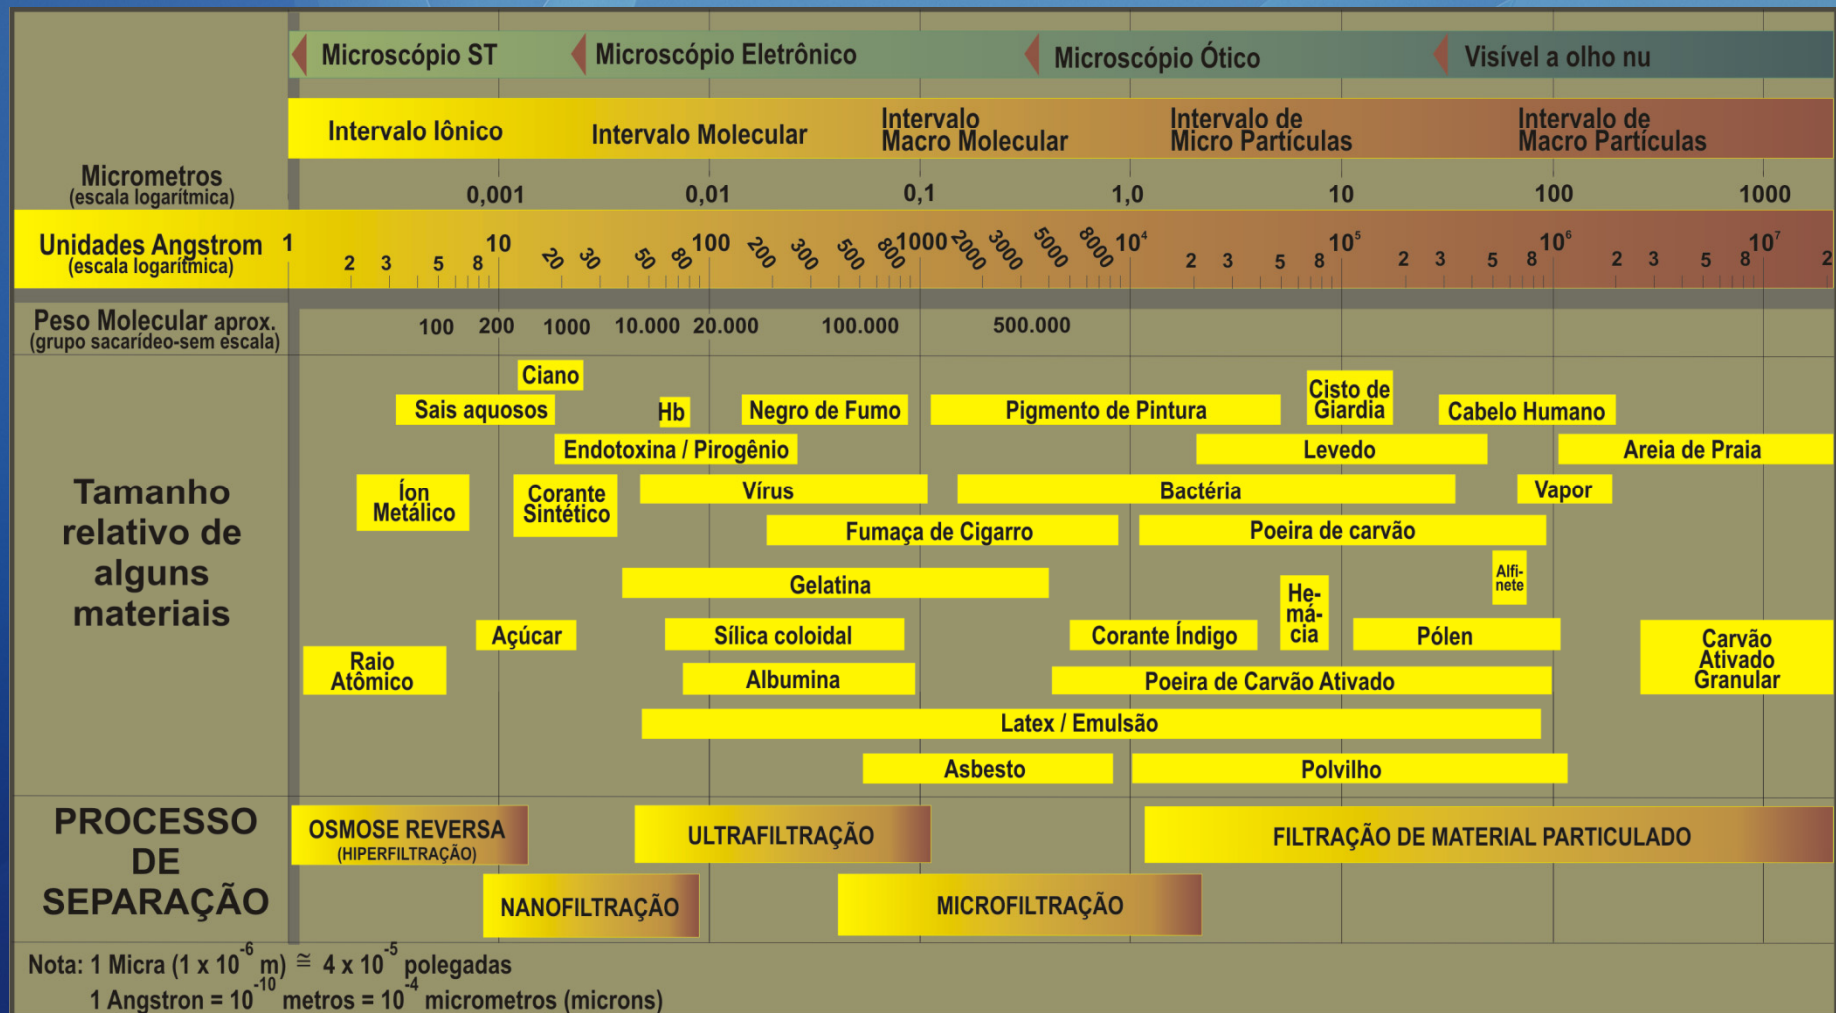 Microscópio ST
Microscópio Eletrônico
Microscópio Ótico
Visível a olho nu
Intervalo Iônico
Intervalo Molecular
Intervalo
Macro Molecular
Intervalo de
Micro Partículas
Intervalo de
Macro Partículas
Micrometros
(escala logarítmica)
0,001 0,01 0,1 1,0 10 100 1000
Unidades Angstrom
(escala logarítmica)
1 2 3 5 8 10 20 30 50 80 100 200 300 500 800 1000 2000 3000 5000 8000 10⁴ 2 3 5 8 10⁵ 2 3 5 8 10⁶ 2 3 5 8 10⁷ 2
Peso Molecular aprox.
(grupo sacarídeo-sem escala)
100 200 1000 10.000 20.000 100.000 500.000
Tamanho
relativo de
alguns
materiais
Ciano
Sais aquosos
Hb
Negro de Fumo
Pigmento de Pintura
Cisto de
Giardia
Cabelo Humano
Endotoxina / Pirogênio
Levedo
Areia de Praia
Íon
Metálico
Corante
Sintético
Vírus
Bactéria
Vapor
Fumaça de Cigarro
Poeira de carvão
Gelatina
He-
má-
cia
Alfi-
nete
Açúcar
Sílica coloidal
Corante Índigo
Pólen
Carvão
Ativado
Granular
Raio
Atômico
Albumina
Poeira de Carvão Ativado
Latex / Emulsão
Asbesto
Polvilho
PROCESSO
DE
SEPARAÇÃO
OSMOSE REVERSA
(HIPERFILTRAÇÃO)
ULTRAFILTRAÇÃO
FILTRAÇÃO DE MATERIAL PARTICULADO
NANOFILTRAÇÃO
MICROFILTRAÇÃO
Nota: 1 Micra (1 x 10⁻⁶ m) ≅ 4 x 10⁻⁵ polegadas
1 Angstron = 10⁻¹⁰ metros = 10⁻⁴ micrometros (microns)